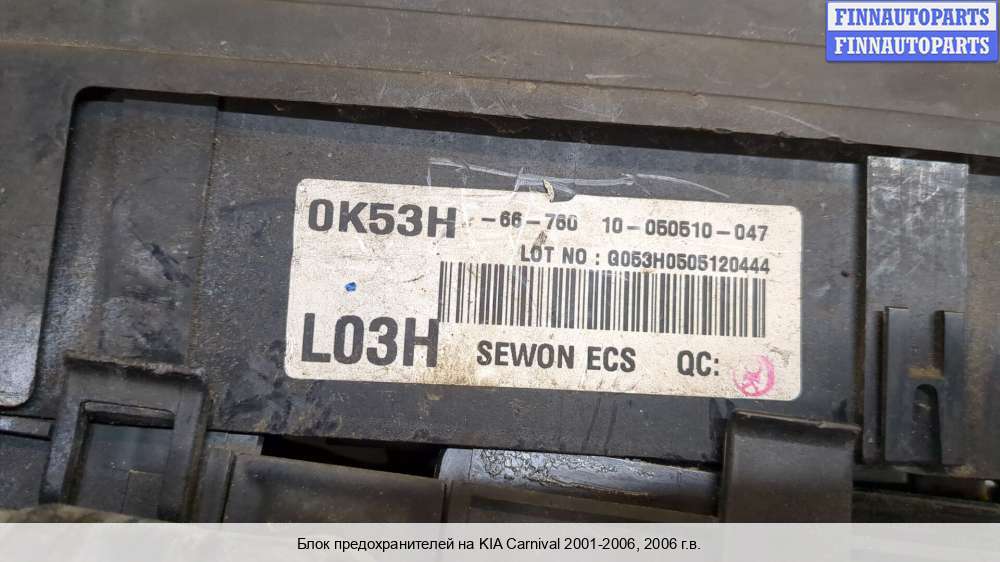 FINNAUTOPARTS
FINNAUTOPARTS
0K53H -66-760 10-050510-047
LOT NO : G053H0505120444
L03H SEWON ECS QC:
Блок предохранителей на KIA Carnival 2001-2006, 2006 г.в.